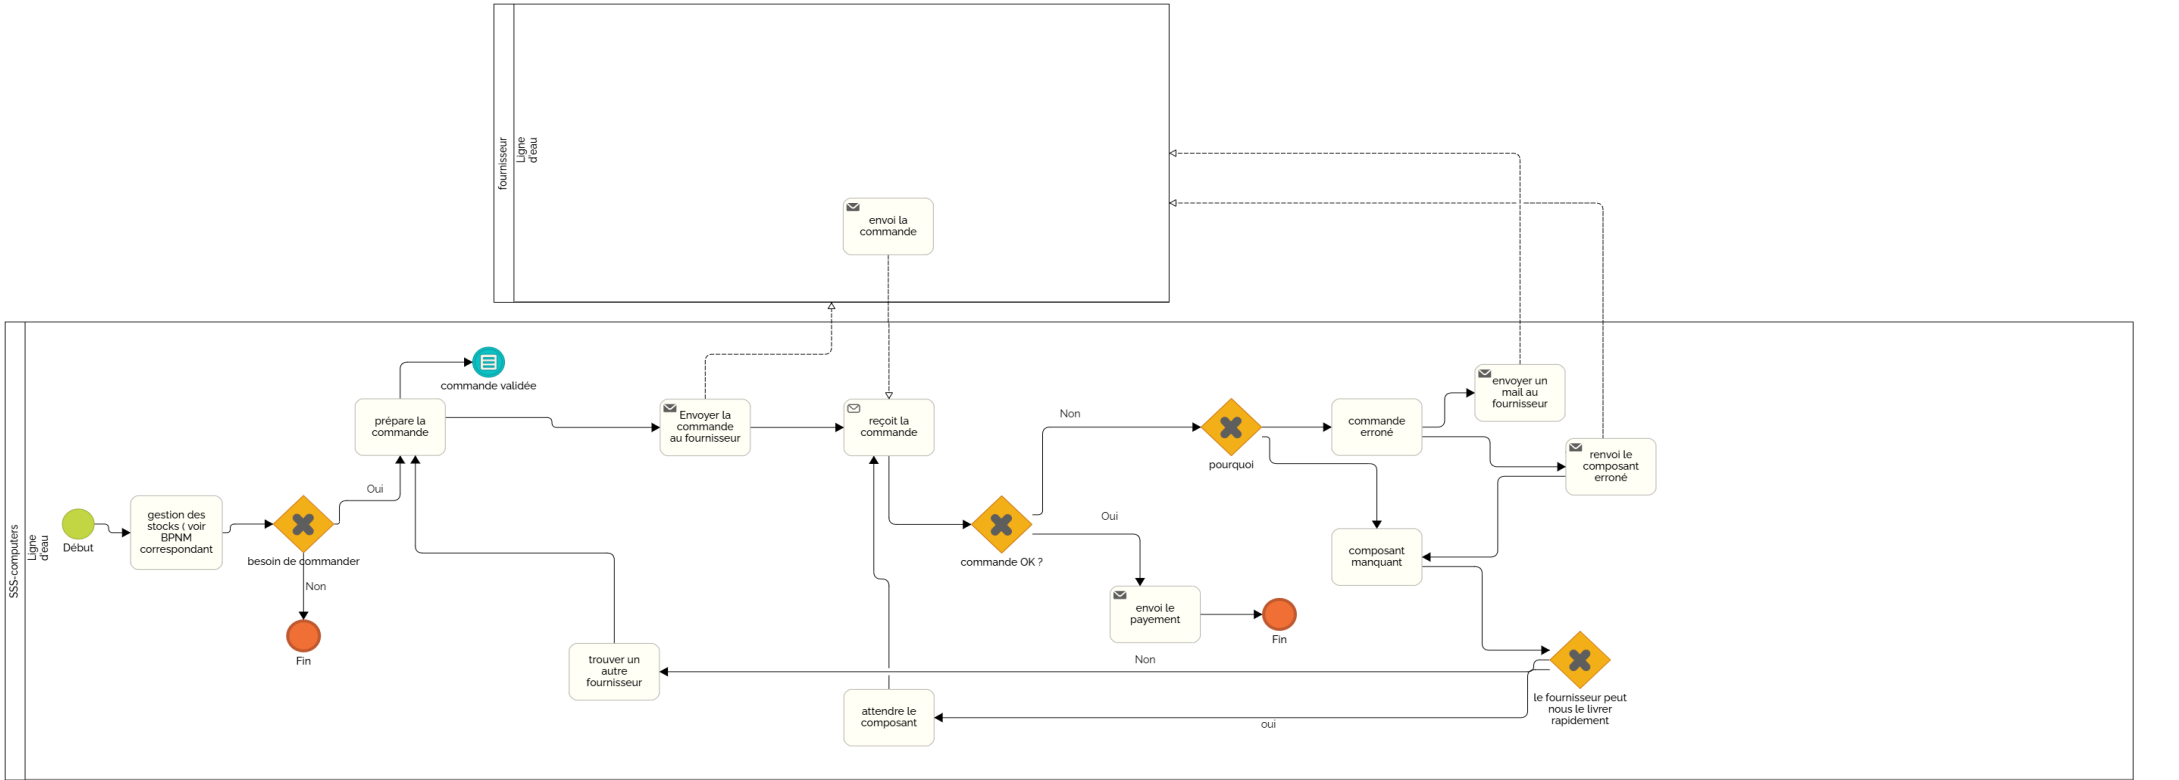 fournisseur
Ligne
d'eau
envoi la
commande
SSS-computers
Ligne
d'eau
commande validée
prépare la
commande
Envoyer la
commande
au fournisseur
reçoit la
commande
Non
pourquoi
commande
erroné
envoyer un
mail au
fournisseur
renvoi le
composant
erroné
Oui
Début
gestion des
stocks ( voir
BPNM
correspondant
besoin de commander
Non
Fin
commande OK ?
Oui
composant
manquant
envoi le
payement
Fin
trouver un
autre
fournisseur
Non
le fournisseur peut
nous le livrer
rapidement
attendre le
composant
oui